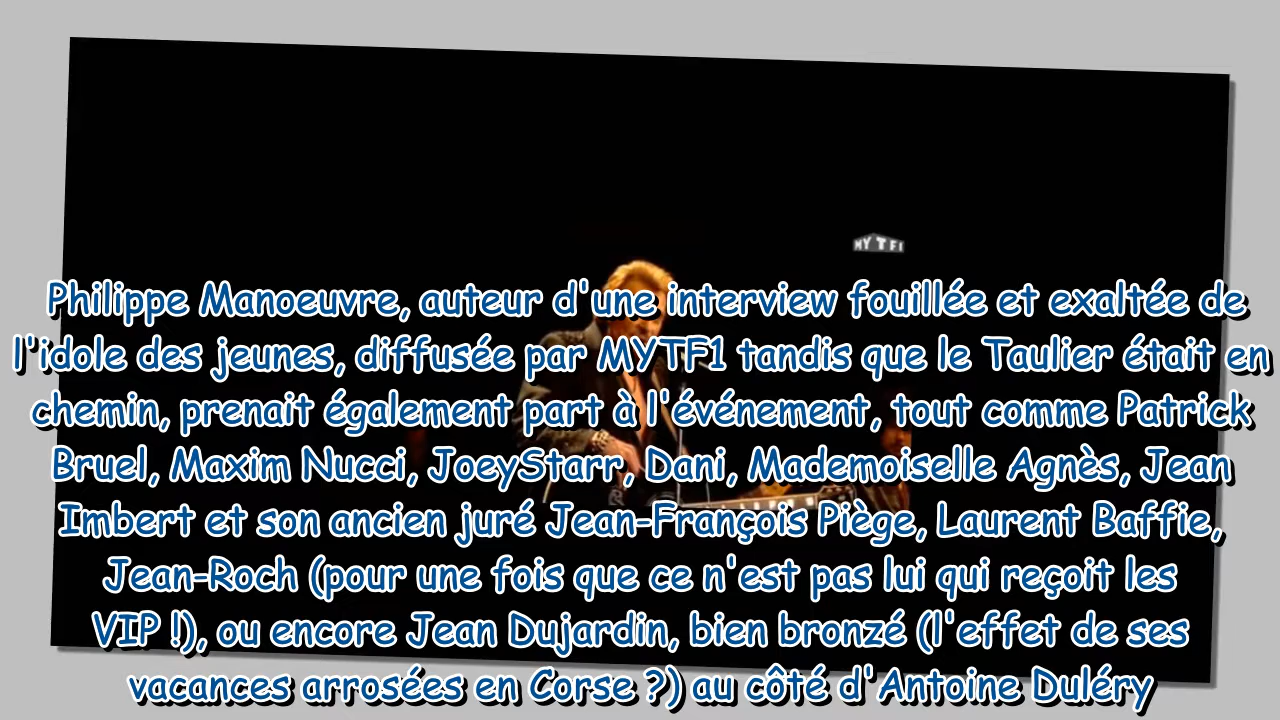 MYTF1
Philippe Manoeuvre, auteur d'une interview fouillée et exaltée de
l'idole des jeunes, diffusée par MYTF1 tandis que le Taulier était en
chemin, prenait également part à l'événement, tout comme Patrick
Bruel, Maxim Nucci, JoeyStarr, Dani, Mademoiselle Agnès, Jean
Imbert et son ancien juré Jean-François Piège, Laurent Baffie,
Jean-Roch (pour une fois que ce n'est pas lui qui reçoit les
VIP !), ou encore Jean Dujardin, bien bronzé (l'effet de ses
vacances arrosées en Corse ?) au côté d'Antoine Duléry